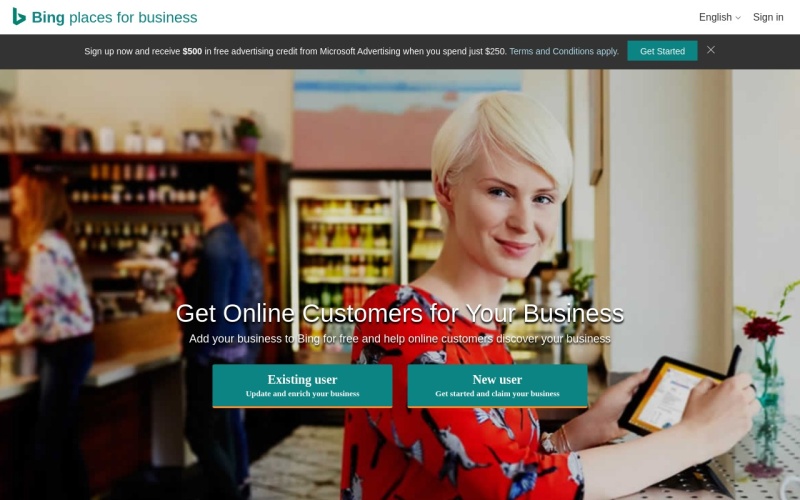 Bing places for business
English
Sign in
Sign up now and receive $500 in free advertising credit from Microsoft Advertising when you spend just $250. Terms and Conditions apply.
Get Started
Get Online Customers for Your Business
Add your business to Bing for free and help online customers discover your business
Existing user
Update and enrich your business
New user
Get started and claim your business